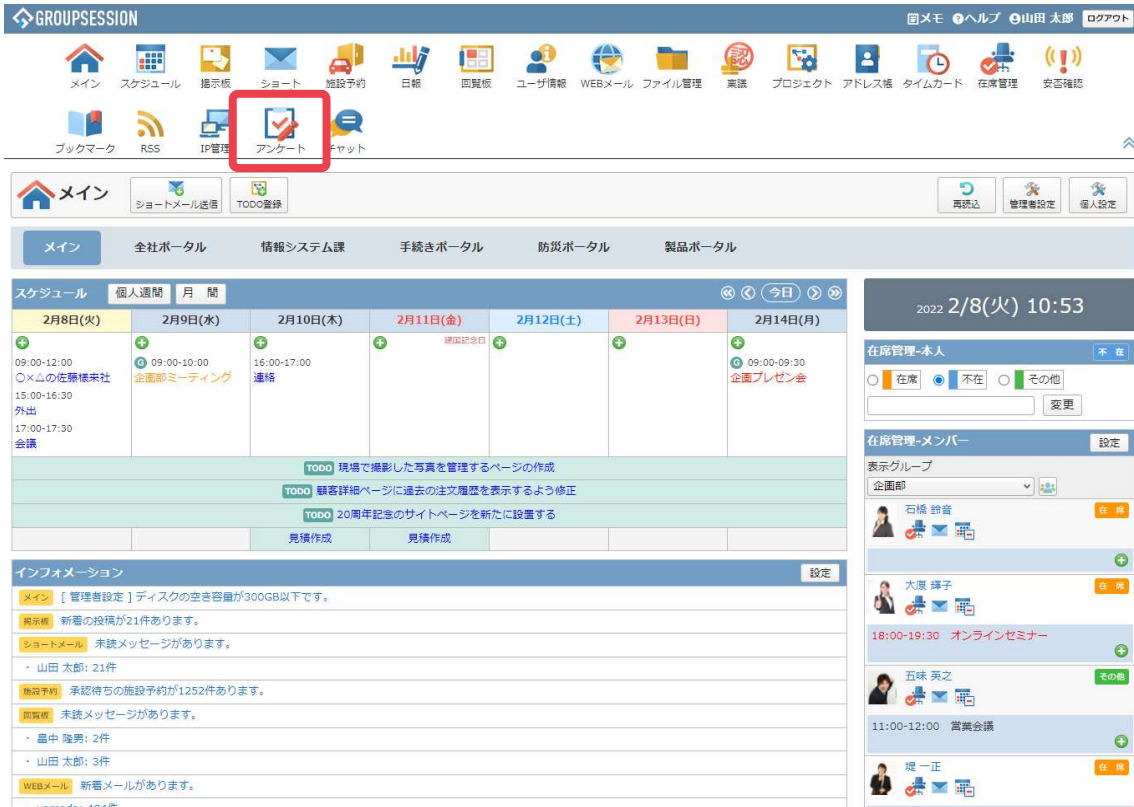 GROUPSESSION
メモ ヘルプ 山田 太郎 ログアウト
メイン スケジュール 掲示板 ショート 施設予約 日報 回覧板 ユーザ情報 WEBメール ファイル管理 稟議 プロジェクト アドレス帳 タイムカード 在席管理 安否確認
ブックマーク RSS IP管理 アンケート チャット
メイン ショートメール送信 TODO登録 再読込 管理者設定 個人設定
メイン 全社ポータル 情報システム課 手続きポータル 防災ポータル 製品ポータル
スケジュール 個人週間 月 間 今日
2月8日(火) 2月9日(水) 2月10日(木) 2月11日(金) 2月12日(土) 2月13日(日) 2月14日(月)
建国記念日
09:00-12:00 G 09:00-10:00 16:00-17:00 G 09:00-09:30
○×△の佐藤様来社 企画部ミーティング 連絡 企画プレゼン会
15:00-16:30
外出
17:00-17:30
会議
TODO 現場で撮影した写真を管理するページの作成
TODO 顧客詳細ページに過去の注文履歴を表示するよう修正
TODO 20周年記念のサイトページを新たに設置する
見積作成 見積作成
インフォメーション 設定
メイン [ 管理者設定 ] ディスクの空き容量が300GB以下です。
掲示板 新着の投稿が21件あります。
ショートメール 未読メッセージがあります。
・ 山田 太郎: 21件
施設予約 承認待ちの施設予約が1252件あります。
回覧板 未読メッセージがあります。
・ 畠中 隆男: 2件
・ 山田 太郎: 3件
WEBメール 新着メールがあります。
2022 2/8(火) 10:53
在席管理-本人 不 在
在席 不在 その他
変更
在席管理-メンバー 設定
表示グループ
企画部
石橋 鈴音 在 席
大原 輝子 在 席
18:00-19:30 オンラインセミナー
五味 英之 その他
11:00-12:00 営業会議
堤 一正 在 席